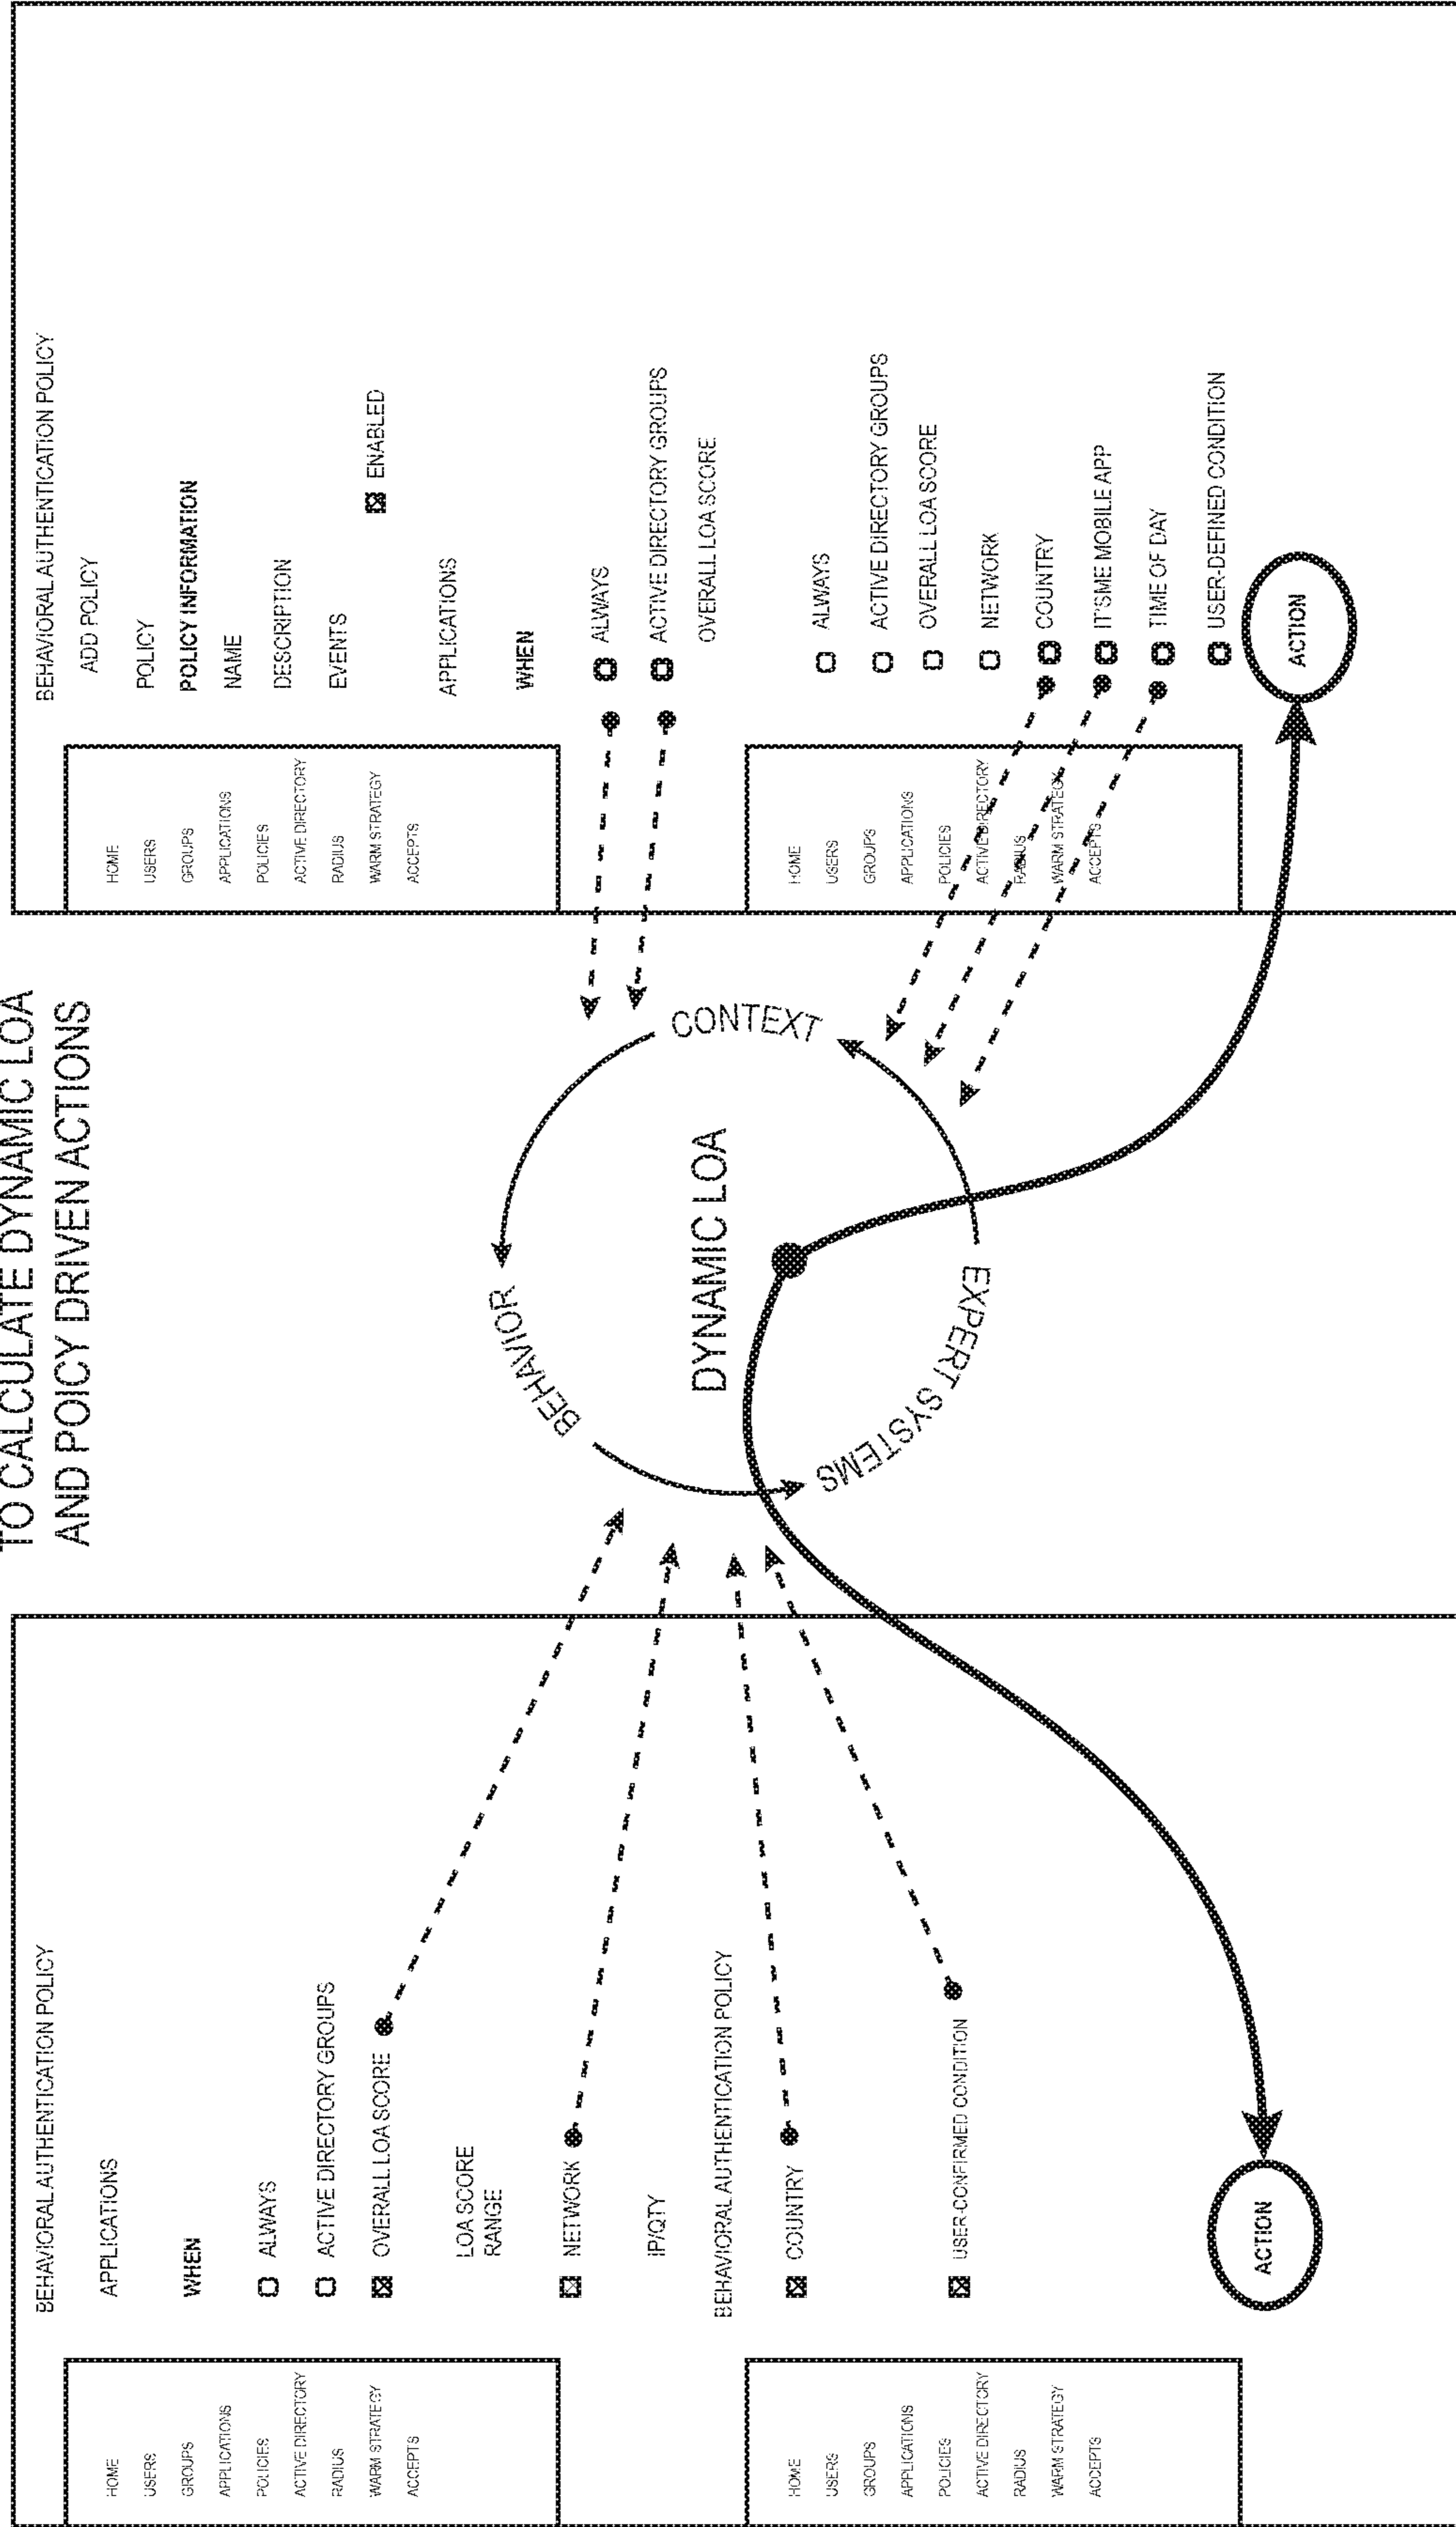 TO CALCULATE DYNAMIC LOA
AND POICY DRIVEN ACTIONS
BEHAVIORAL AUTHENTICATION POLICY
HOME
USERS
GROUPS
APPLICATIONS
POLICIES
ACTIVE DIRECTORY
RADIUS
WARM STRATEGY
ACCEPTS
APPLICATIONS
WHEN
ALWAYS
ACTIVE DIRECTORY GROUPS
OVERALL LOA SCORE
LOA SCORE
RANGE
NETWORK
IP/QTY
BEHAVIORAL AUTHENTICATION POLICY
HOME
USERS
GROUPS
APPLICATIONS
POLICIES
ACTIVE DIRECTORY
RADIUS
WARM STRATEGY
ACCEPTS
COUNTRY
USER-CONFIRMED CONDITION
ACTION
BEHAVIOR
CONTEXT
EXPERT SYSTEMS
DYNAMIC LOA
BEHAVIORAL AUTHENTICATION POLICY
HOME
USERS
GROUPS
APPLICATIONS
POLICIES
ACTIVE DIRECTORY
RADIUS
WARM STRATEGY
ACCEPTS
ADD POLICY
POLICY
POLICY INFORMATION
NAME
DESCRIPTION
EVENTS
ENABLED
APPLICATIONS
WHEN
ALWAYS
ACTIVE DIRECTORY GROUPS
OVERALL LOA SCORE
HOME
USERS
GROUPS
APPLICATIONS
POLICIES
ACTIVE DIRECTORY
RADIUS
WARM STRATEGY
ACCEPTS
ALWAYS
ACTIVE DIRECTORY GROUPS
OVERALL LOA SCORE
NETWORK
COUNTRY
IT'SME MOBILE APP
TIME OF DAY
USER-DEFINED CONDITION
ACTION